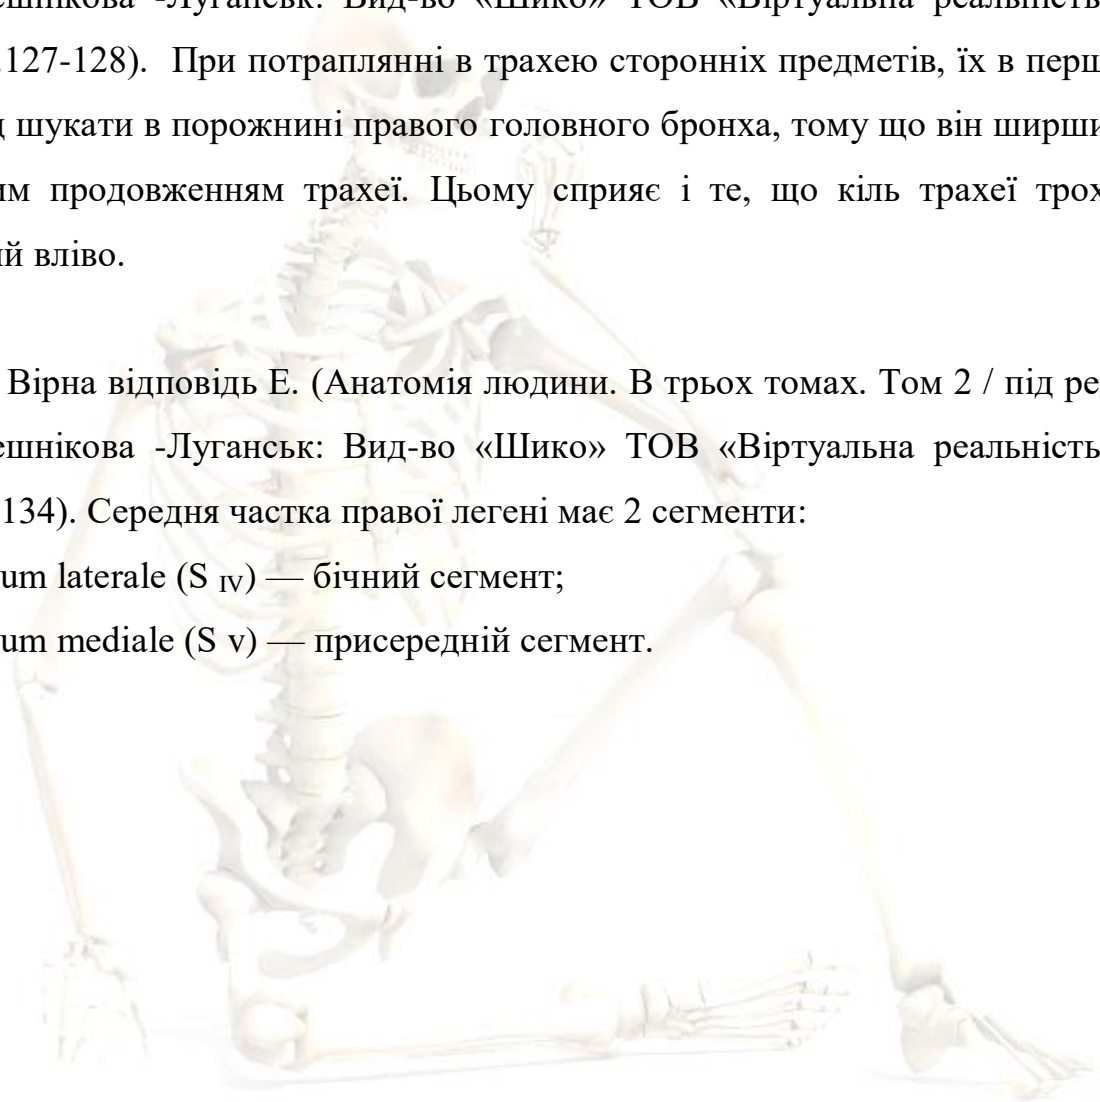 ешнікова -Луганськ: Вид-во «Шико» ТОВ «Віртуальна реальність
127-128). При потраплянні в трахею сторонніх предметів, їх в перш
шукати в порожнині правого головного бронха, тому що він ширши
им продовженням трахеї. Цьому сприяє і те, що кіль трахеї трох
ий вліво.
Вірна відповідь Е. (Анатомія людини. В трьох томах. Том 2 / під ред
ешнікова -Луганськ: Вид-во «Шико» ТОВ «Віртуальна реальність
134). Середня частка правої легені має 2 сегменти:
um laterale (S IV) — бічний сегмент;
um mediale (S v) — присередній сегмент.